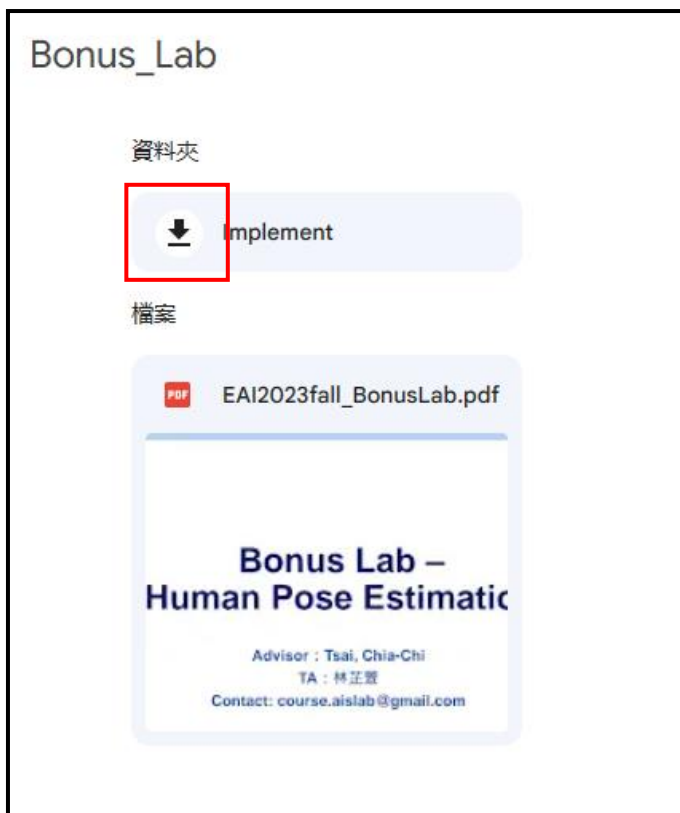 Bonus_Lab
資料夾
Implement
檔案
PDF EAI2023fall_BonusLab.pdf
Bonus Lab –
Human Pose Estimatic
Advisor : Tsai, Chia-Chi
TA : 林芷萱
Contact: course.aislab@gmail.com